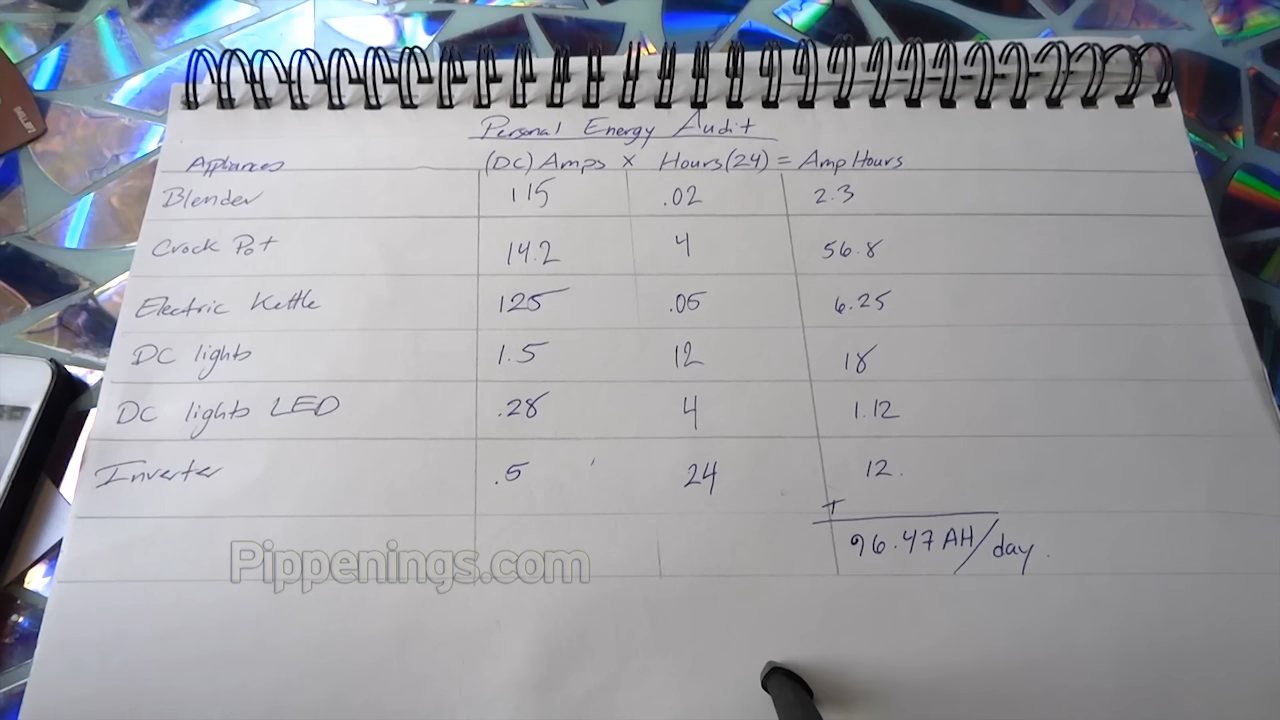 Personal Energy Audit
Appliances (DC) Amps x Hours (24) = Amp Hours
Blender 115 .02 2.3
Crock Pot 14.2 4 56.8
Electric Kettle 125 .05 6.25
DC lights 1.5 12 18
DC lights LED .28 4 1.12
Inverter .5 24 12.
+
96.47 AH/day.
Pippenings.com